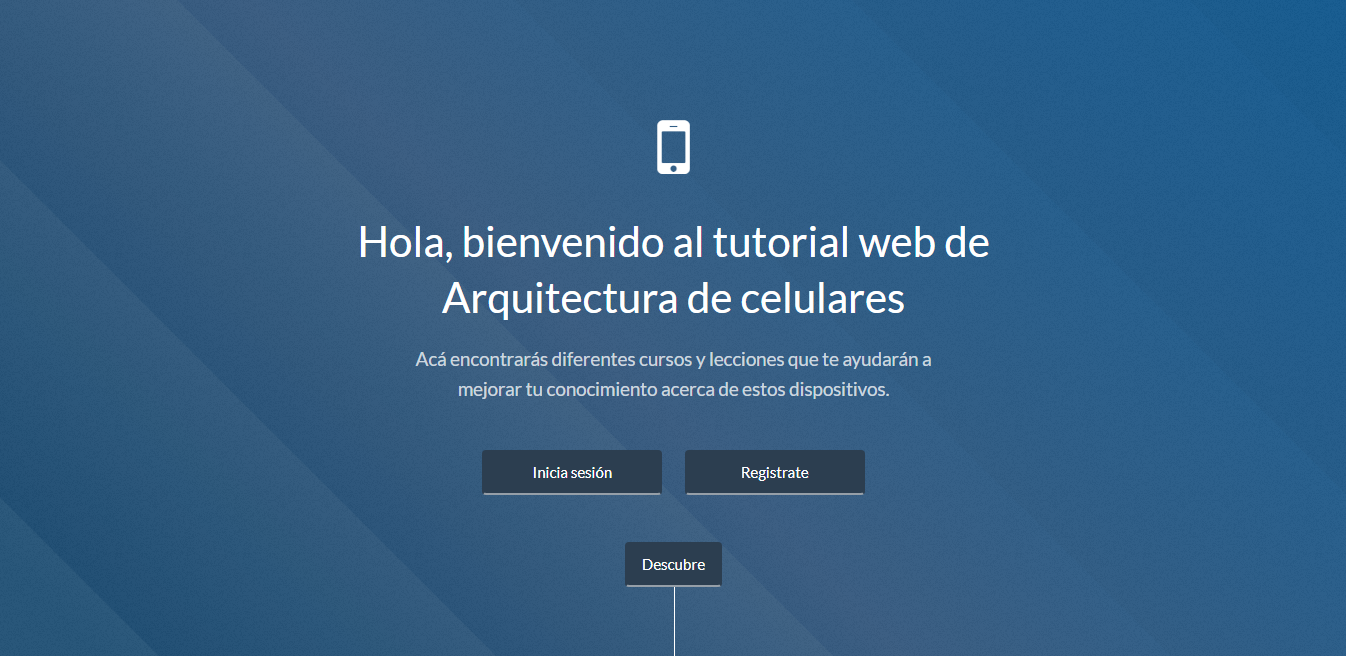 Hola, bienvenido al tutorial web de
Arquitectura de celulares
Acá encontrarás diferentes cursos y lecciones que te ayudarán a
mejorar tu conocimiento acerca de estos dispositivos.
Inicia sesión
Registrate
Descubre